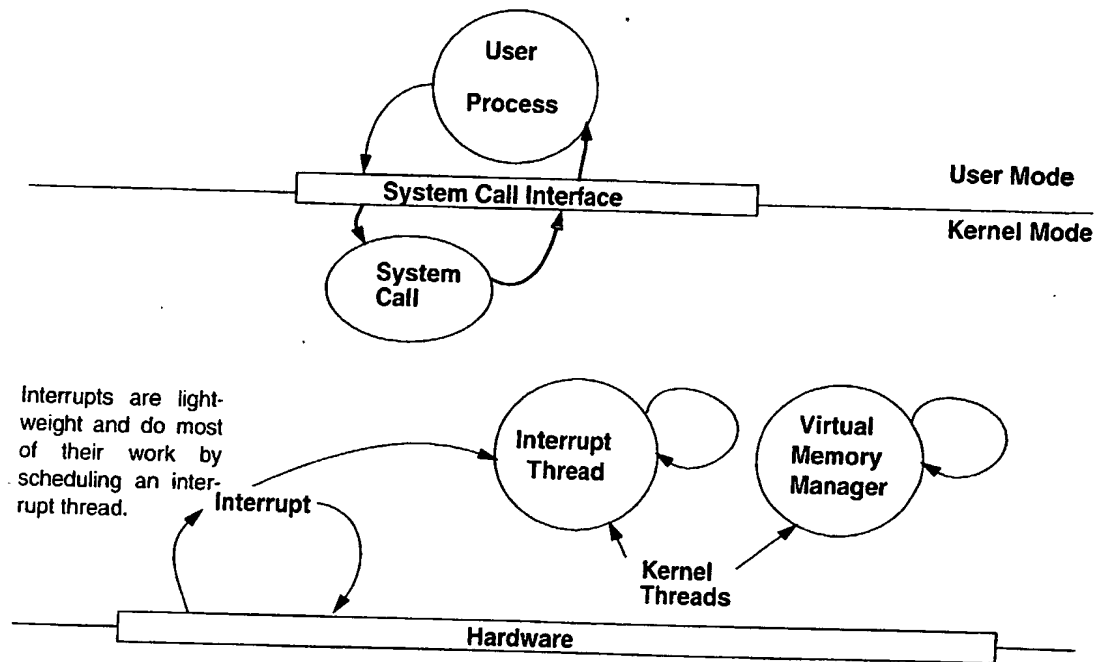 User
Process
System Call Interface
User Mode
Kernel Mode
System
Call
Interrupts are light-
weight and do most
of their work by
scheduling an inter-
rupt thread.
Interrupt
Interrupt
Thread
Virtual
Memory
Manager
Kernel
Threads
Hardware